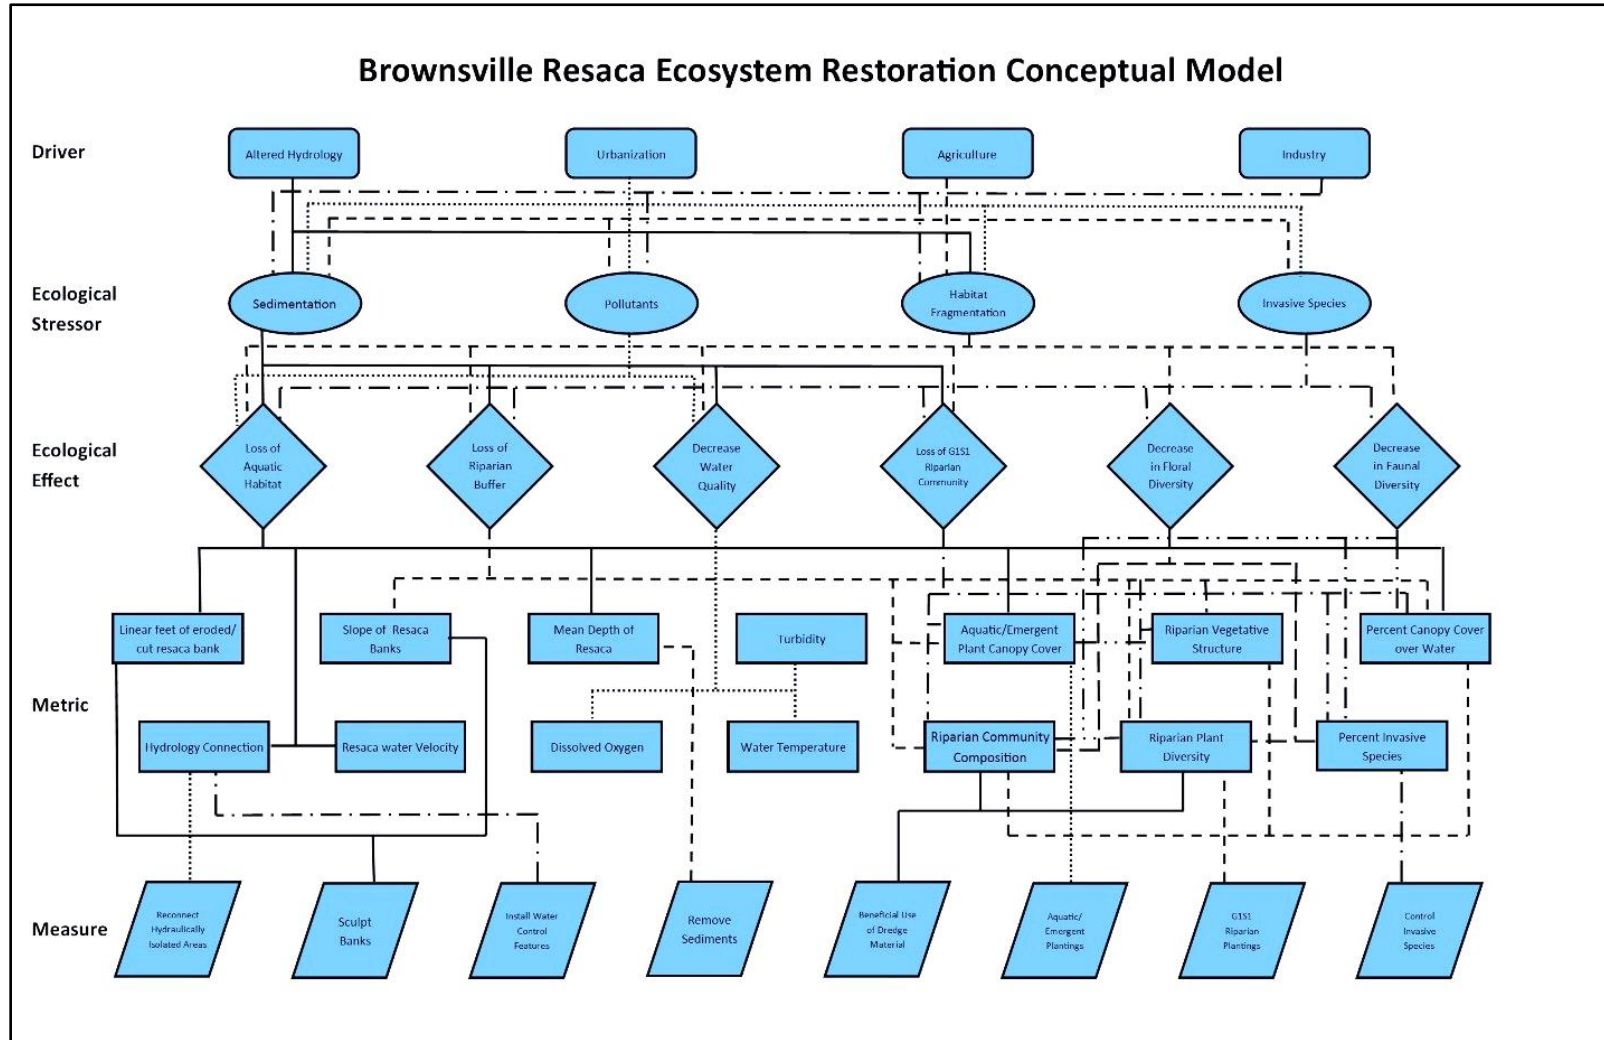 Brownsville Resaca Ecosystem Restoration Conceptual Model
Driver
Altered Hydrology
Urbanization
Agriculture
Industry
Ecological
Stressor
Sedimentation
Pollutants
Habitat
Fragmentation
Invasive Species
Ecological
Effect
Loss of
Aquatic
Habitat
Loss of
Riparian
Buffer
Decrease
Water
Quality
Loss of G1S1
Riparian
Community
Decrease
in Floral
Diversity
Decrease
in Faunal
Diversity
Metric
Linear feet of eroded/
cut resaca bank
Slope of Resaca
Banks
Mean Depth of
Resaca
Turbidity
Aquatic/Emergent
Plant Canopy Cover
Riparian Vegetative
Structure
Percent Canopy Cover
over Water
Hydrology Connection
Resaca water Velocity
Dissolved Oxygen
Water Temperature
Riparian Community
Composition
Riparian Plant
Diversity
Percent Invasive
Species
Measure
Reconnect
Hydraulically
Isolated Areas
Sculpt
Banks
Install Water
Control
Features
Remove
Sediments
Beneficial Use
of Dredge
Material
Aquatic/
Emergent
Plantings
G1S1
Riparian
Plantings
Control
Invasive
Species